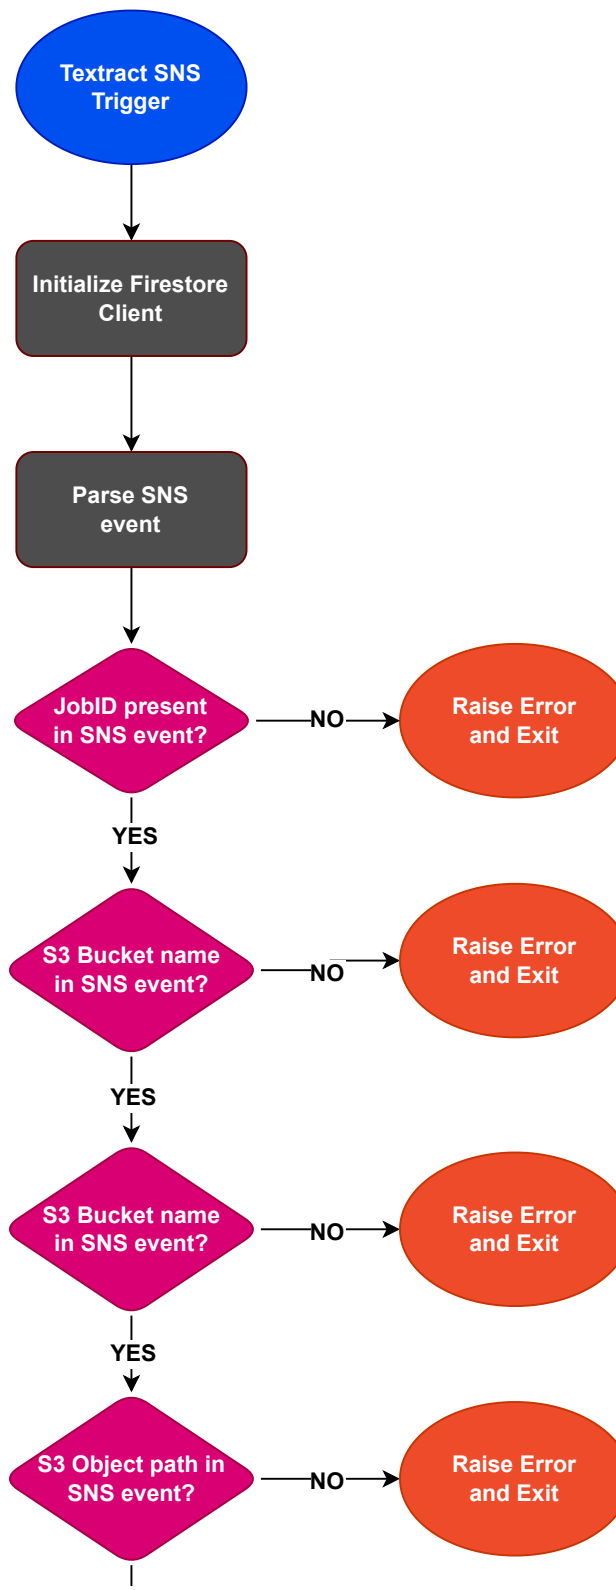 Textract SNS
Trigger
Initialize Firestore
Client
Parse SNS
event
JobID present
in SNS event?
NO
Raise Error
and Exit
YES
S3 Bucket name
in SNS event?
NO
Raise Error
and Exit
YES
S3 Bucket name
in SNS event?
NO
Raise Error
and Exit
YES
S3 Object path in
SNS event?
NO
Raise Error
and Exit